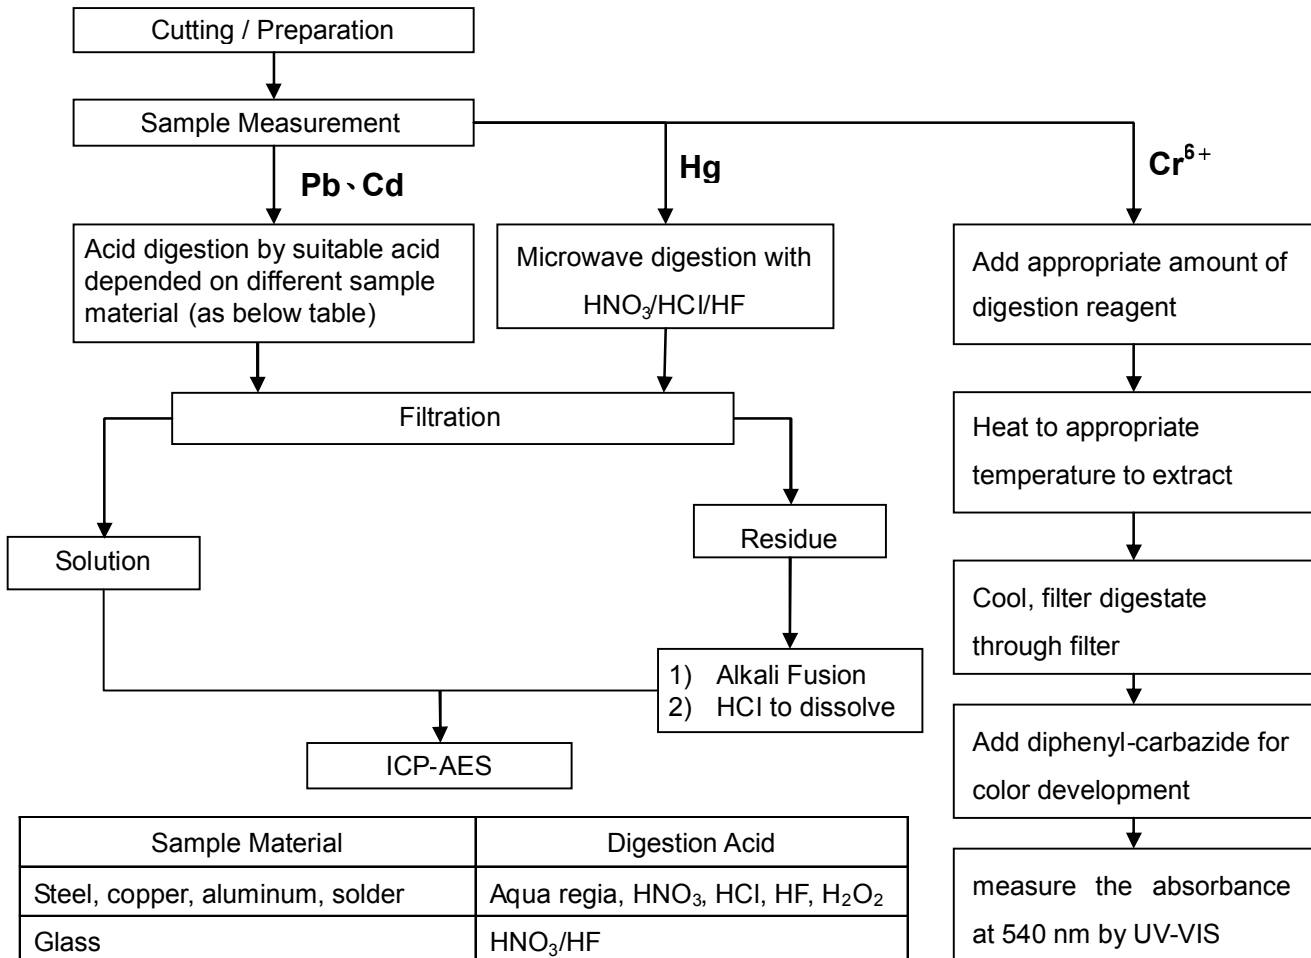 Cutting / Preparation
Sample Measurement
Pb、Cd
Hg
Cr⁶⁺
Acid digestion by suitable acid
depended on different sample
material (as below table)
Microwave digestion with
HNO₃/HCl/HF
Add appropriate amount of
digestion reagent
Filtration
Heat to appropriate
temperature to extract
Solution
Residue
Cool, filter digestate
through filter
1) Alkali Fusion
2) HCl to dissolve
Add diphenyl-carbazide for
color development
ICP-AES
measure the absorbance
at 540 nm by UV-VIS
Sample Material
Digestion Acid
Steel, copper, aluminum, solder
Aqua regia, HNO₃, HCl, HF, H₂O₂
Glass
HNO₃/HF